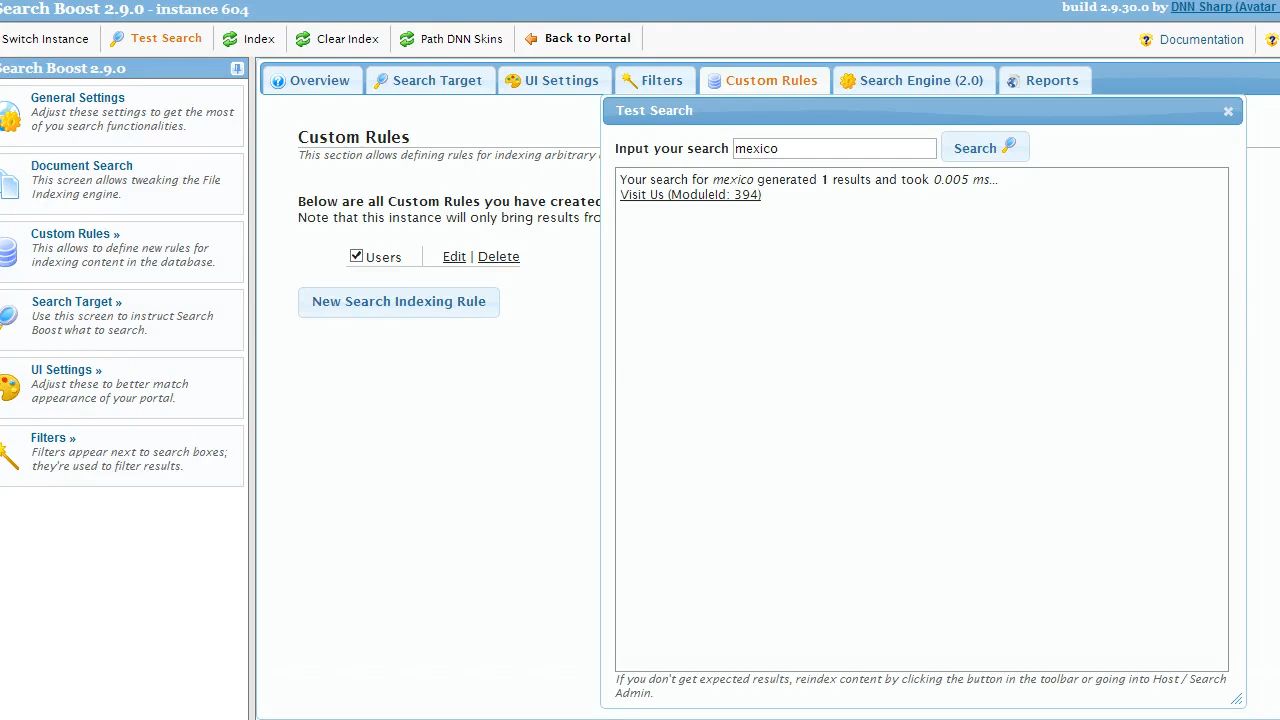 Search Boost 2.9.0 - instance 604
build 2.9.30.0 by DNN Sharp (Avatar
Switch Instance
Test Search
Index
Clear Index
Path DNN Skins
Back to Portal
Documentation
Search Boost 2.9.0
General Settings
Adjust these settings to get the most
of you search functionalities.
Document Search
This screen allows tweaking the File
Indexing engine.
Custom Rules »
This allows to define new rules for
indexing content in the database.
Search Target »
Use this screen to instruct Search
Boost what to search.
UI Settings »
Adjust these to better match
appearance of your portal.
Filters »
Filters appear next to search boxes;
they're used to filter results.
Overview
Search Target
UI Settings
Filters
Custom Rules
Search Engine (2.0)
Reports
Custom Rules
This section allows defining rules for indexing arbitrary
Below are all Custom Rules you have created
Note that this instance will only bring results fro
Users
Edit | Delete
New Search Indexing Rule
Test Search
Input your search mexico Search
Your search for mexico generated 1 results and took 0.005 ms...
Visit Us (ModuleId: 394)
If you don't get expected results, reindex content by clicking the button in the toolbar or going into Host / Search
Admin.